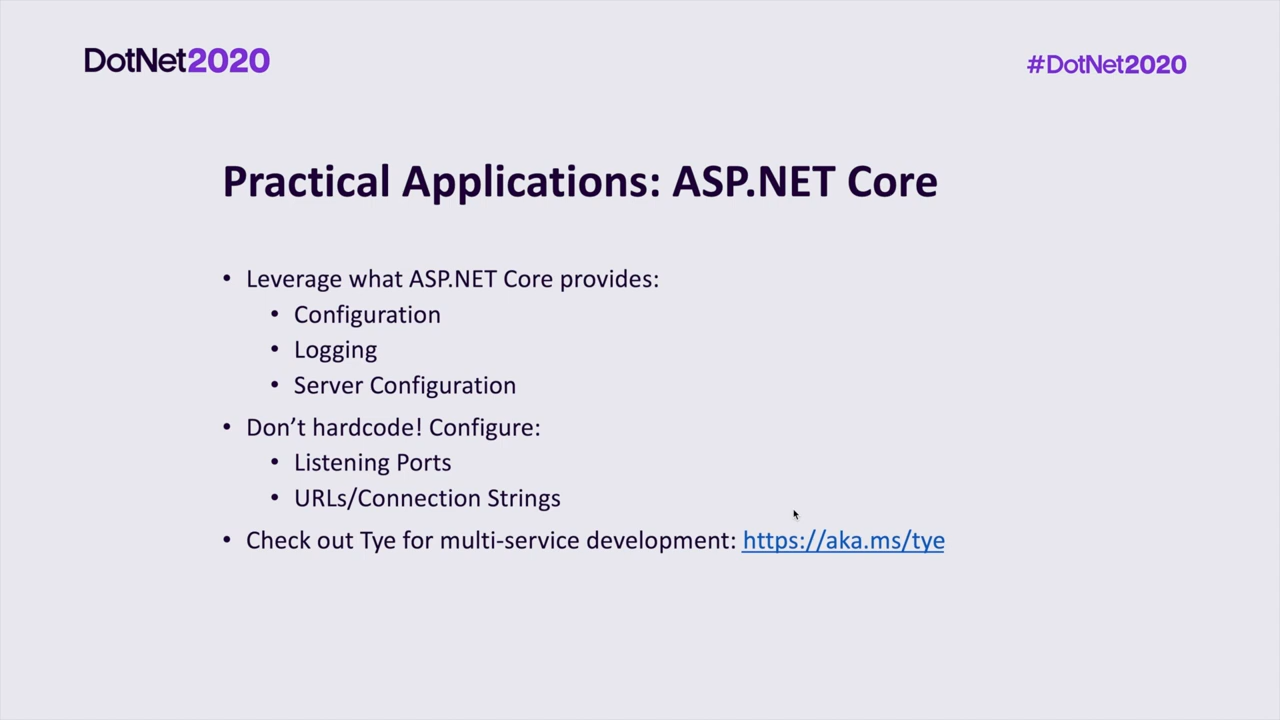 DotNet2020
#DotNet2020
Practical Applications: ASP.NET Core
• Leverage what ASP.NET Core provides:
• Configuration
• Logging
• Server Configuration
• Don’t hardcode! Configure:
• Listening Ports
• URLs/Connection Strings
• Check out Tye for multi-service development: https://aka.ms/tye